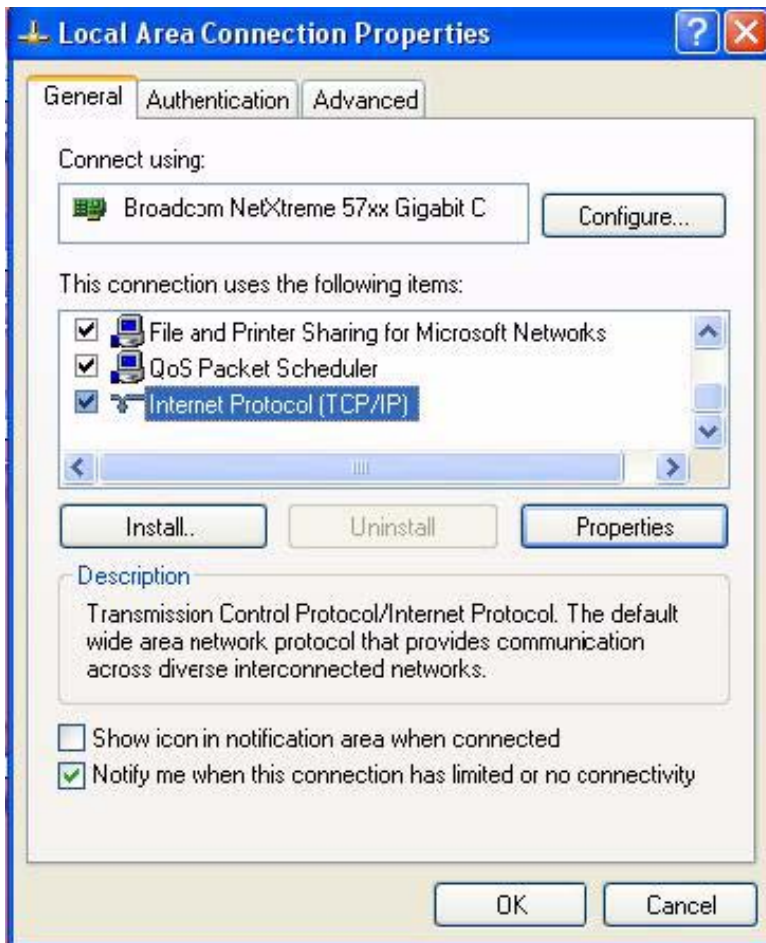 Local Area Connection Properties
General Authentication Advanced
Connect using:
Broadcom NetXtreme 57xx Gigabit C
Configure...
This connection uses the following items:
File and Printer Sharing for Microsoft Networks
QoS Packet Scheduler
Internet Protocol (TCP/IP)
Install.. Uninstall Properties
Description
Transmission Control Protocol/Internet Protocol. The default
wide area network protocol that provides communication
across diverse interconnected networks.
Show icon in notification area when connected
Notify me when this connection has limited or no connectivity
OK Cancel